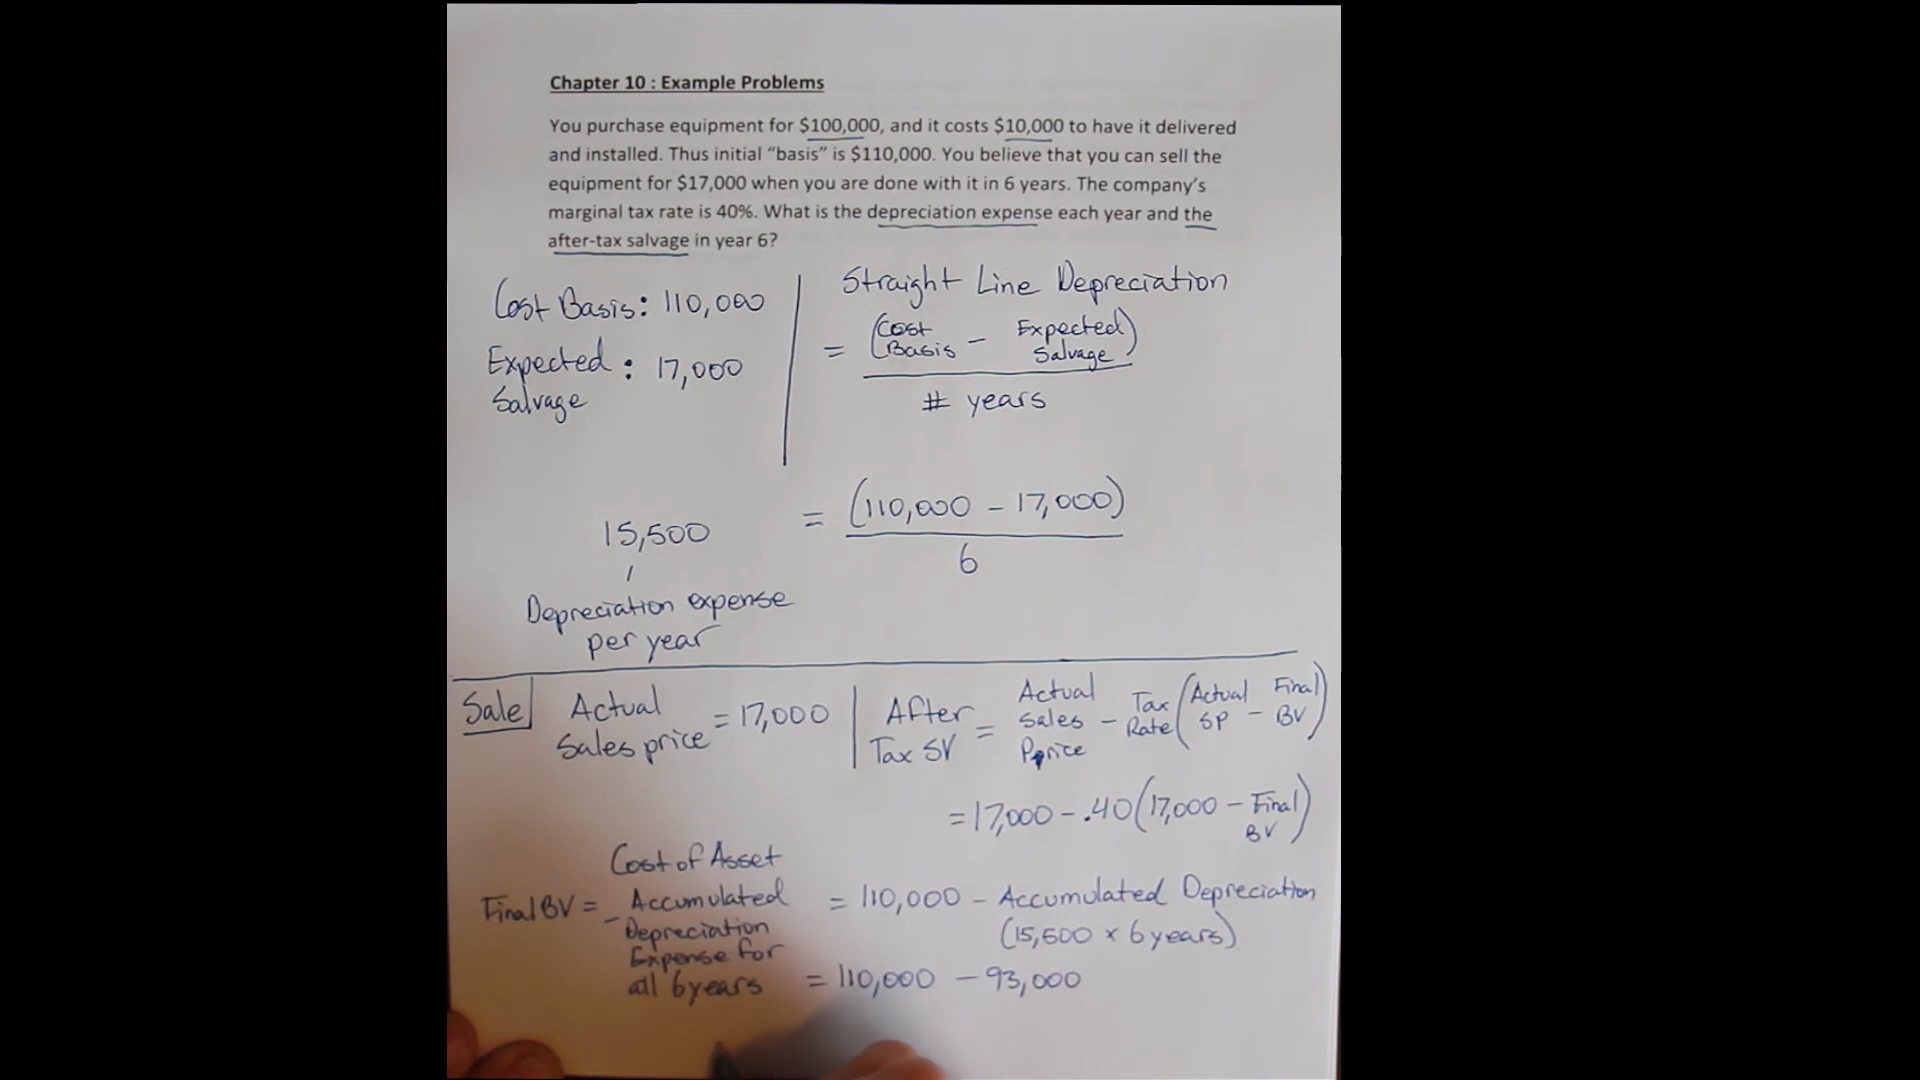 Chapter 10 : Example Problems
You purchase equipment for $100,000, and it costs $10,000 to have it delivered
and installed. Thus initial “basis” is $110,000. You believe that you can sell the
equipment for $17,000 when you are done with it in 6 years. The company’s
marginal tax rate is 40%. What is the depreciation expense each year and the
after-tax salvage in year 6?
Cost Basis: 110,000
Expected : 17,000
Salvage
Straight Line Depreciation
= (Cost Basis - Expected Salvage)
# years
15,500 = (110,000 - 17,000)
6
Depreciation expense
per year
Sale Actual Sales price = 17,000
After Tax SV = Actual Sales Price - Tax Rate (Actual SP - Final BV)
= 17,000 - .40 (17,000 - Final BV)
Final BV = Cost of Asset
- Accumulated
Depreciation
Expense for
all 6 years
= 110,000 - Accumulated Depreciation
(15,500 x 6 years)
= 110,000 - 93,000